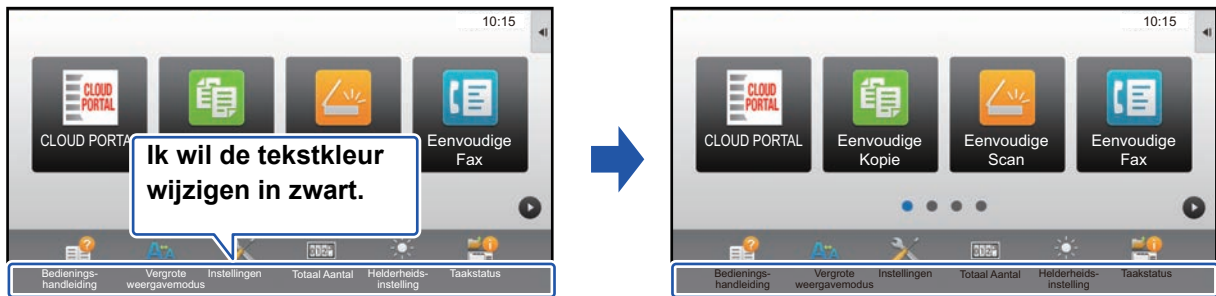 10:15
CLOUD
PORTAL
CLOUD PORTA
Eenvoudige
Fax
Ik wil de tekstkleur
wijzigen in zwart.
Bedienings-
handleiding
Vergrote
weergavemodus
Instellingen
Totaal Aantal
Helderheids-
instelling
Taakstatus
10:15
CLOUD
PORTAL
CLOUD PORTAL
Eenvoudige
Kopie
Eenvoudige
Scan
Eenvoudige
Fax
Bedienings-
handleiding
Vergrote
weergavemodus
Instellingen
Totaal Aantal
Helderheids-
instelling
Taakstatus